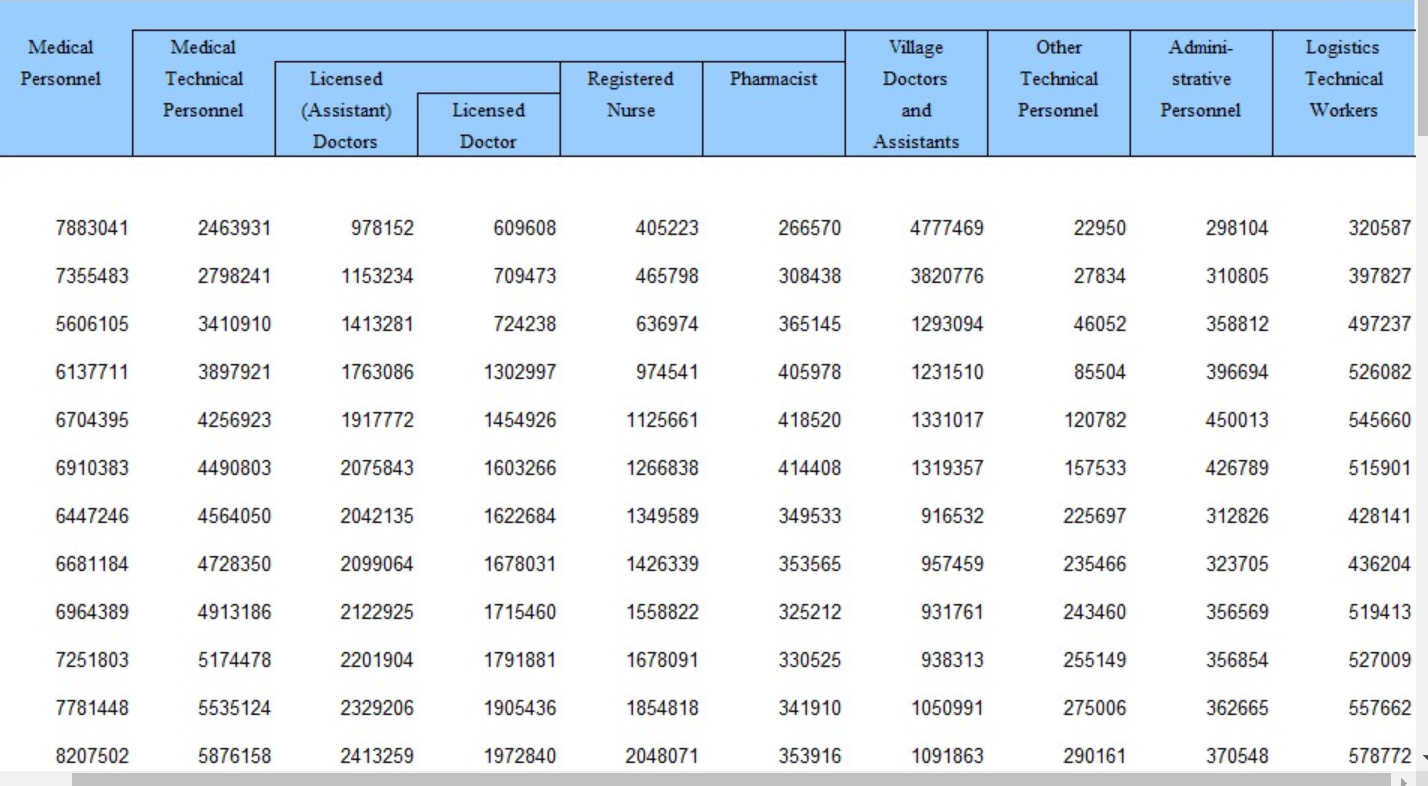 Medical Medical Village Other Admini- Logistics
Personnel Technical Licensed Registered Pharmacist Doctors Technical strative Technical
Personnel (Assistant) Licensed Nurse and Personnel Personnel Workers
Doctors Doctor Assistants
7883041 2463931 978152 609608 405223 266570 4777469 22950 298104 320587
7355483 2798241 1153234 709473 465798 308438 3820776 27834 310805 397827
5606105 3410910 1413281 724238 636974 365145 1293094 46052 358812 497237
6137711 3897921 1763086 1302997 974541 405978 1231510 85504 396694 526082
6704395 4256923 1917772 1454926 1125661 418520 1331017 120782 450013 545660
6910383 4490803 2075843 1603266 1266838 414408 1319357 157533 426789 515901
6447246 4564050 2042135 1622684 1349589 349533 916532 225697 312826 428141
6681184 4728350 2099064 1678031 1426339 353565 957459 235466 323705 436204
6964389 4913186 2122925 1715460 1558822 325212 931761 243460 356569 519413
7251803 5174478 2201904 1791881 1678091 330525 938313 255149 356854 527009
7781448 5535124 2329206 1905436 1854818 341910 1050991 275006 362665 557662
8207502 5876158 2413259 1972840 2048071 353916 1091863 290161 370548 578772